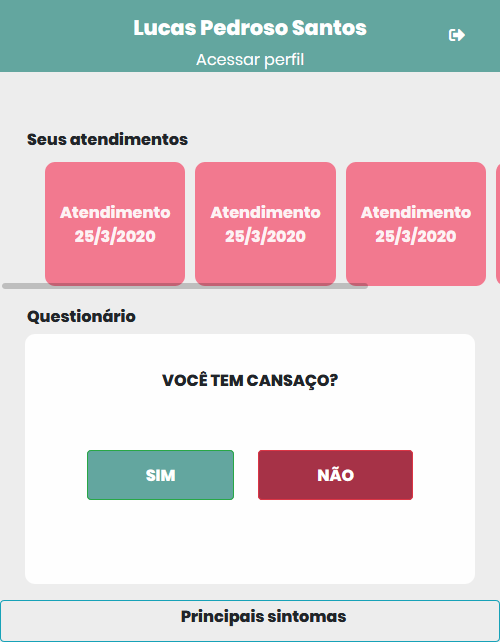 Lucas Pedroso Santos
Acessar perfil
Seus atendimentos
Atendimento
25/3/2020
Atendimento
25/3/2020
Atendimento
25/3/2020
Questionário
VOCÊ TEM CANSAÇO?
SIM
NÃO
Principais sintomas